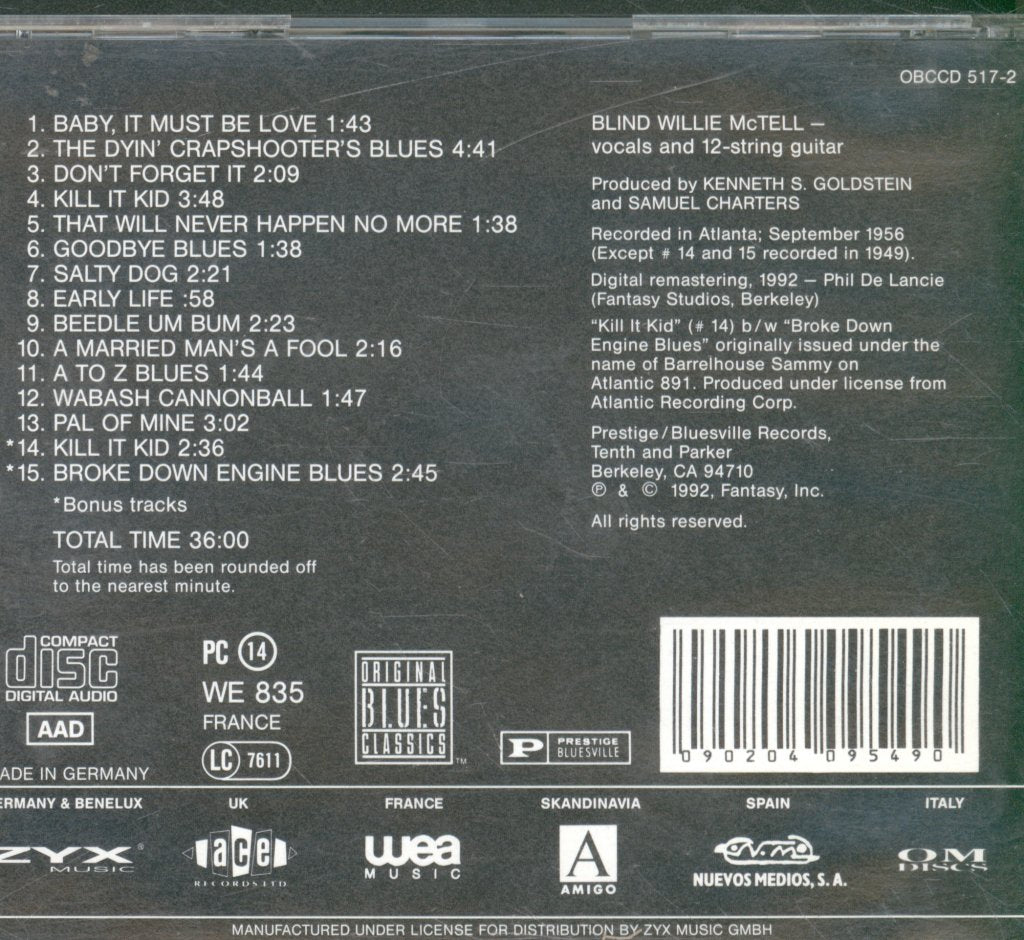 OBCCD 517-2
1. BABY, IT MUST BE LOVE 1:43
2. THE DYIN' CRAPSHOOTER'S BLUES 4:41
3. DON'T FORGET IT 2:09
4. KILL IT KID 3:48
5. THAT WILL NEVER HAPPEN NO MORE 1:38
6. GOODBYE BLUES 1:38
7. SALTY DOG 2:21
8. EARLY LIFE :58
9. BEEDLE UM BUM 2:23
10. A MARRIED MAN'S A FOOL 2:16
11. A TO Z BLUES 1:44
12. WABASH CANNONBALL 1:47
13. PAL OF MINE 3:02
*14. KILL IT KID 2:36
*15. BROKE DOWN ENGINE BLUES 2:45
*Bonus tracks
TOTAL TIME 36:00
Total time has been rounded off
to the nearest minute.
BLIND WILLIE McTELL –
vocals and 12-string guitar
Produced by KENNETH S. GOLDSTEIN
and SAMUEL CHARTERS
Recorded in Atlanta; September 1956
(Except # 14 and 15 recorded in 1949).
Digital remastering, 1992 – Phil De Lancie
(Fantasy Studios, Berkeley)
"Kill It Kid" (# 14) b/w "Broke Down
Engine Blues" originally issued under the
name of Barrelhouse Sammy on
Atlantic 891. Produced under license from
Atlantic Recording Corp.
Prestige/Bluesville Records,
Tenth and Parker
Berkeley, CA 94710
℗ & © 1992, Fantasy, Inc.
All rights reserved.
COMPACT
disc
DIGITAL AUDIO
AAD
ADE IN GERMANY
PC 14
WE 835
FRANCE
LC 7611
ORIGINAL
BLUES
CLASSICS
TM
P PRESTIGE
BLUESVILLE
090204 095490
ERMANY & BENELUX
UK
FRANCE
SKANDINAVIA
SPAIN
ITALY
ZYX®
MUSIC
ace
RECORDS LTD
wea
MUSIC
A
AMIGO
n.m.
NUEVOS MEDIOS, S.A.
OM
DISCS
MANUFACTURED UNDER LICENSE FOR DISTRIBUTION BY ZYX MUSIC GMBH